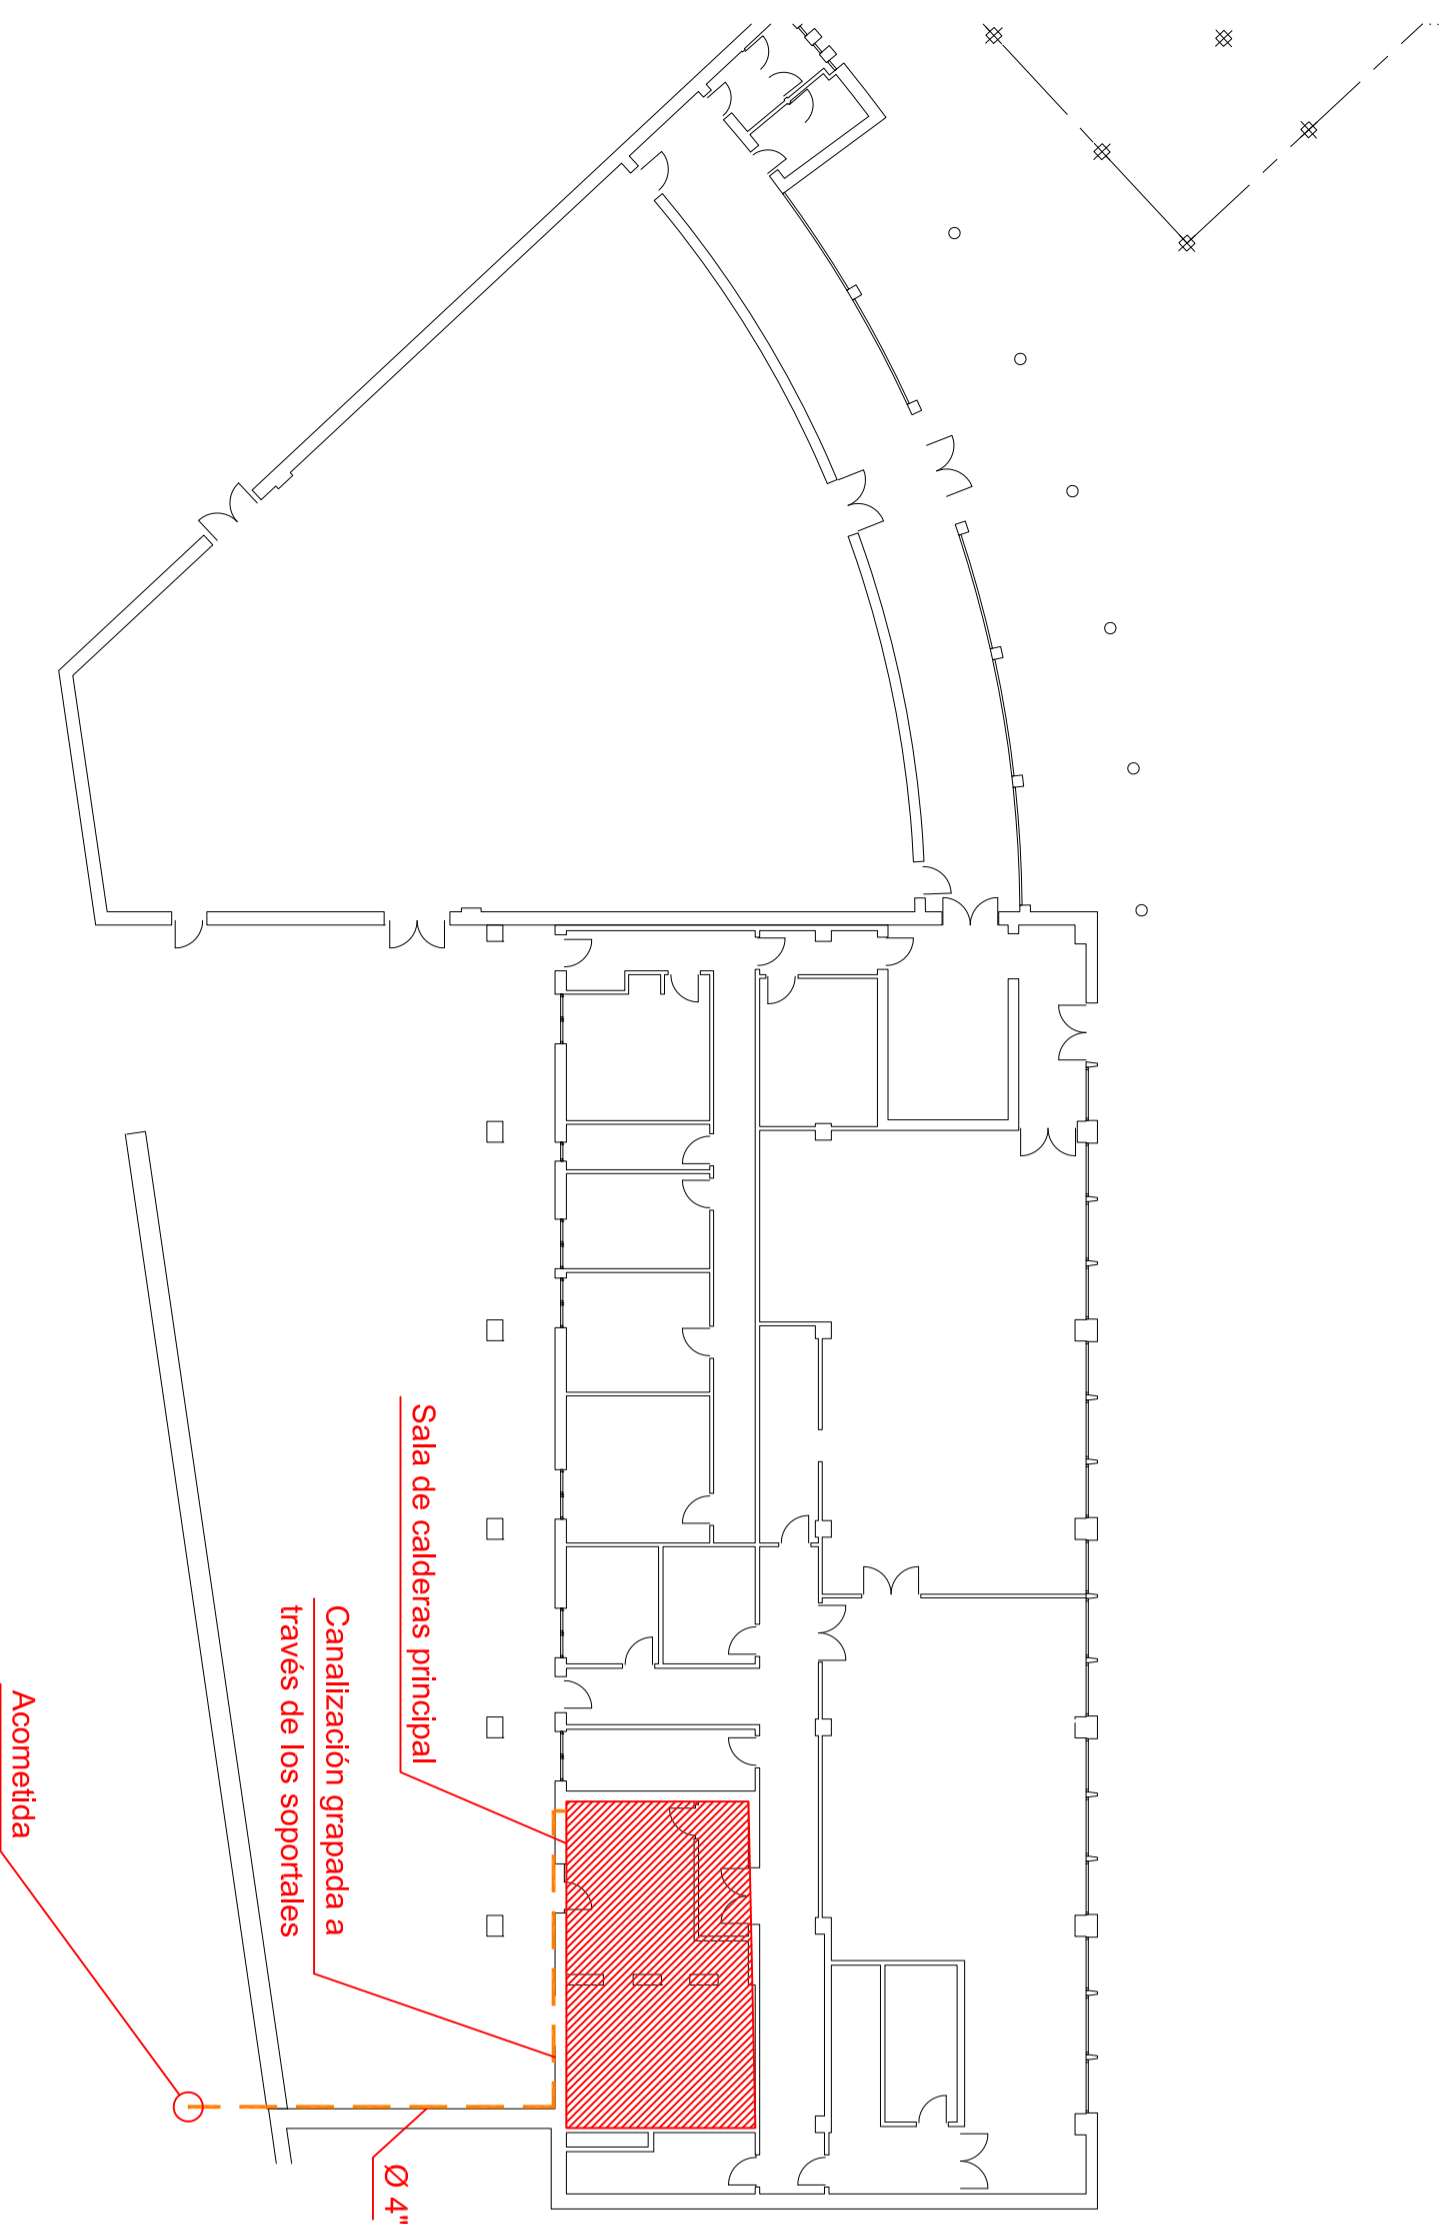 Sala de calderas principal
Canalización grapada a
través de los soportales
Acometida
Ø 4"